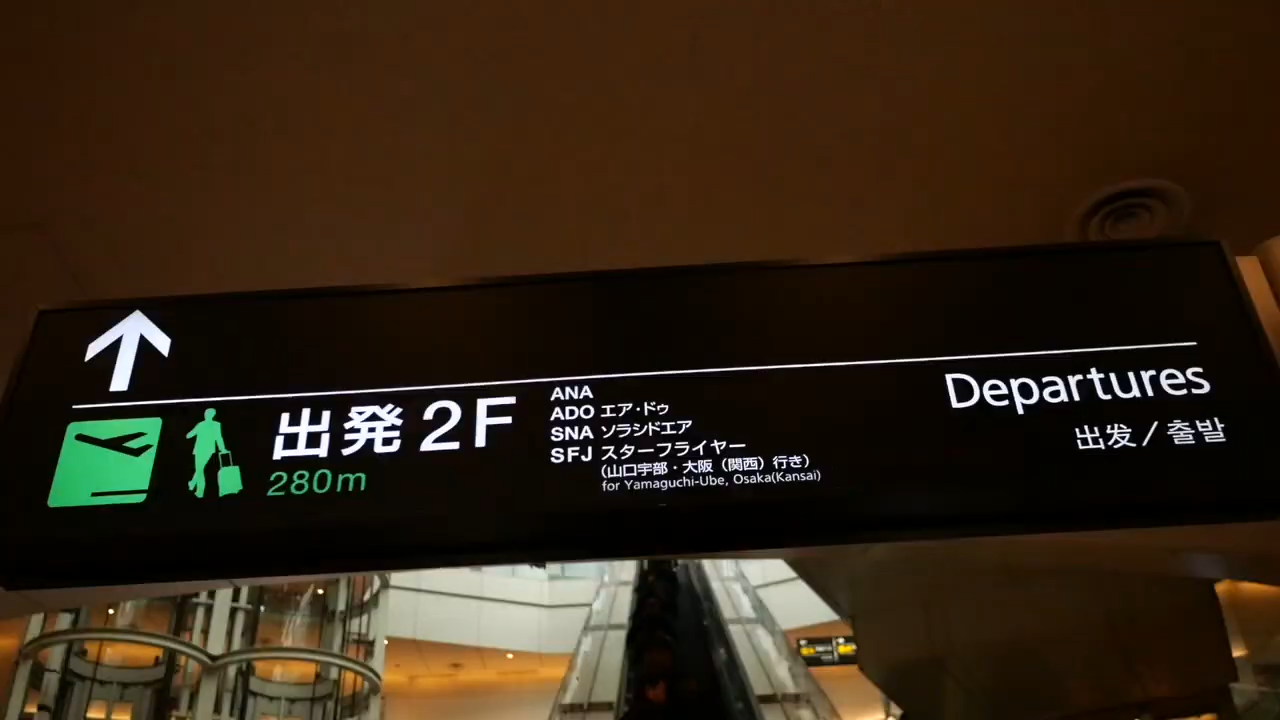 出発 2F
280m
ANA
ADO エア・ドゥ
SNA ソラシドエア
SFJ スターフライヤー
(山口宇部・大阪（関西）行き)
for Yamaguchi-Ube, Osaka(Kansai)
Departures
出发 / 출발